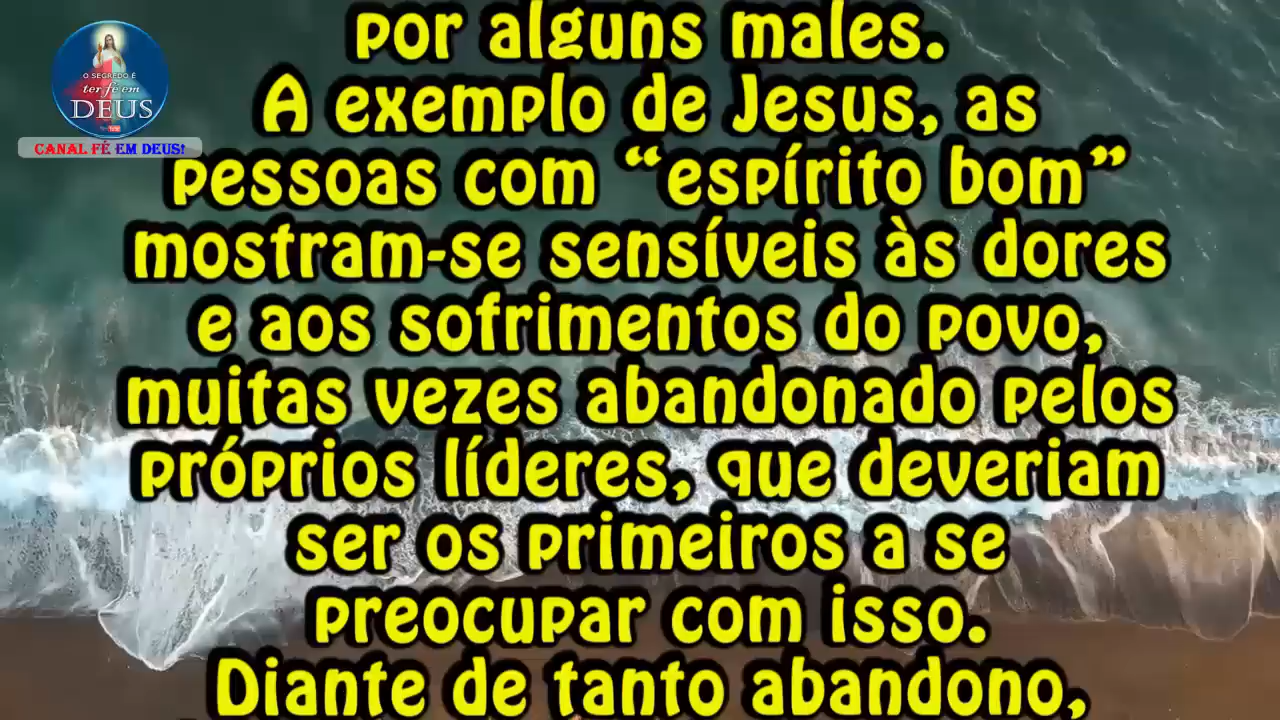 O SEGREDO É
ter fé em
DEUS
CANAL FÉ EM DEUS!
por alguns males.
A exemplo de Jesus, as
pessoas com “espírito bom”
mostram-se sensíveis às dores
e aos sofrimentos do povo,
muitas vezes abandonado pelos
próprios líderes, que deveriam
ser os primeiros a se
preocupar com isso.
Diante de tanto abandono,